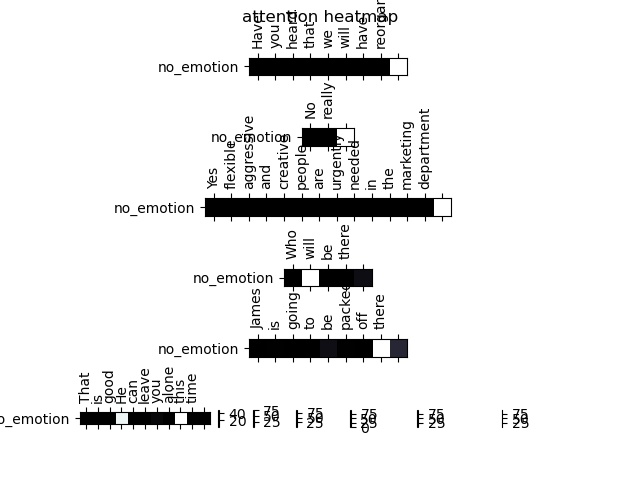 attention heatmap
Have you heard that we will have
no_emotion
No really
no_emotion
Yes flexible aggressive and creative people are urgently needed in the marketing department
no_emotion
Who will be there
no_emotion
James is going to be packed off there
no_emotion
That is good He can leave you alone this time
no_emotion
40 75 75 75 75 75
50 50 50 50 50
20 25 25 25 25 25
0